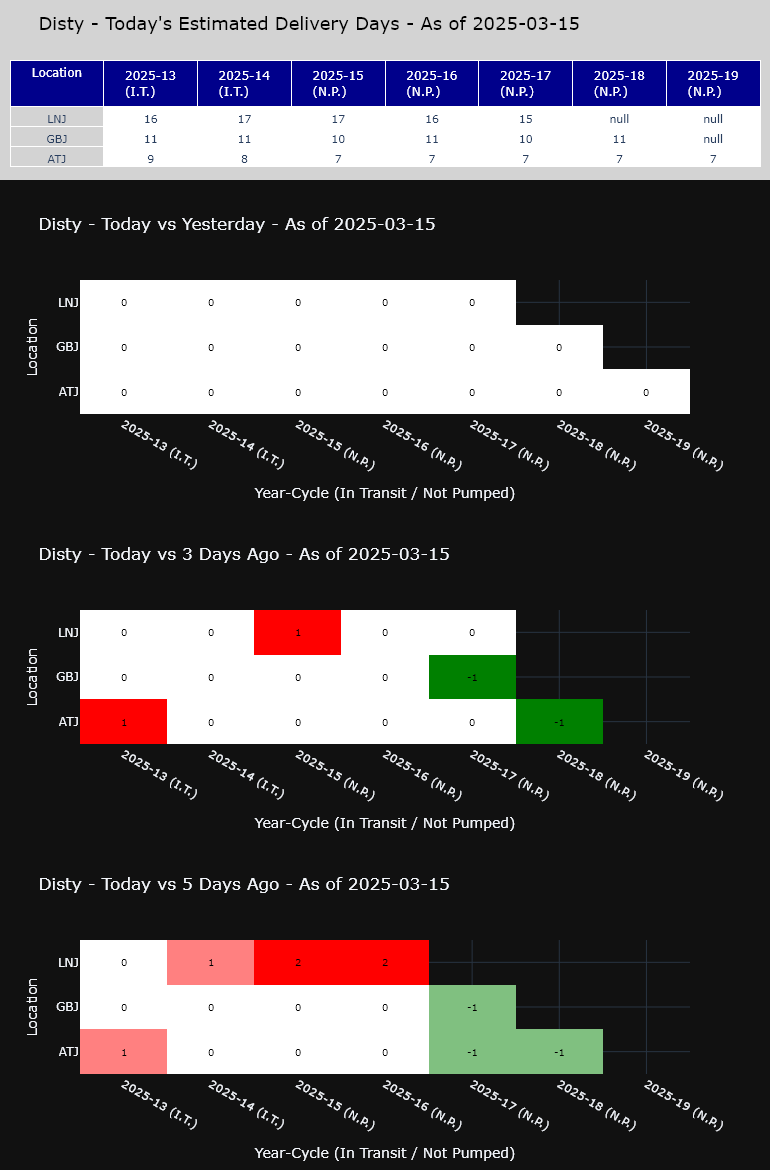 Disty - Today's Estimated Delivery Days - As of 2025-03-15
Location 2025-13 (I.T.) 2025-14 (I.T.) 2025-15 (N.P.) 2025-16 (N.P.) 2025-17 (N.P.) 2025-18 (N.P.) 2025-19 (N.P.)
LNJ 16 17 17 16 15 null null
GBJ 11 11 10 11 10 11 null
ATJ 9 8 7 7 7 7 7
Disty - Today vs Yesterday - As of 2025-03-15
Location
LNJ 0 0 0 0 0
GBJ 0 0 0 0 0 0
ATJ 0 0 0 0 0 0 0
2025-13 (I.T.) 2025-14 (I.T.) 2025-15 (N.P.) 2025-16 (N.P.) 2025-17 (N.P.) 2025-18 (N.P.) 2025-19 (N.P.)
Year-Cycle (In Transit / Not Pumped)
Disty - Today vs 3 Days Ago - As of 2025-03-15
Location
LNJ 0 0 1 0 0
GBJ 0 0 0 0 -1
ATJ 1 0 0 0 0 -1
2025-13 (I.T.) 2025-14 (I.T.) 2025-15 (N.P.) 2025-16 (N.P.) 2025-17 (N.P.) 2025-18 (N.P.) 2025-19 (N.P.)
Year-Cycle (In Transit / Not Pumped)
Disty - Today vs 5 Days Ago - As of 2025-03-15
Location
LNJ 0 1 2 2
GBJ 0 0 0 0 -1
ATJ 1 0 0 0 -1 -1
2025-13 (I.T.) 2025-14 (I.T.) 2025-15 (N.P.) 2025-16 (N.P.) 2025-17 (N.P.) 2025-18 (N.P.) 2025-19 (N.P.)
Year-Cycle (In Transit / Not Pumped)